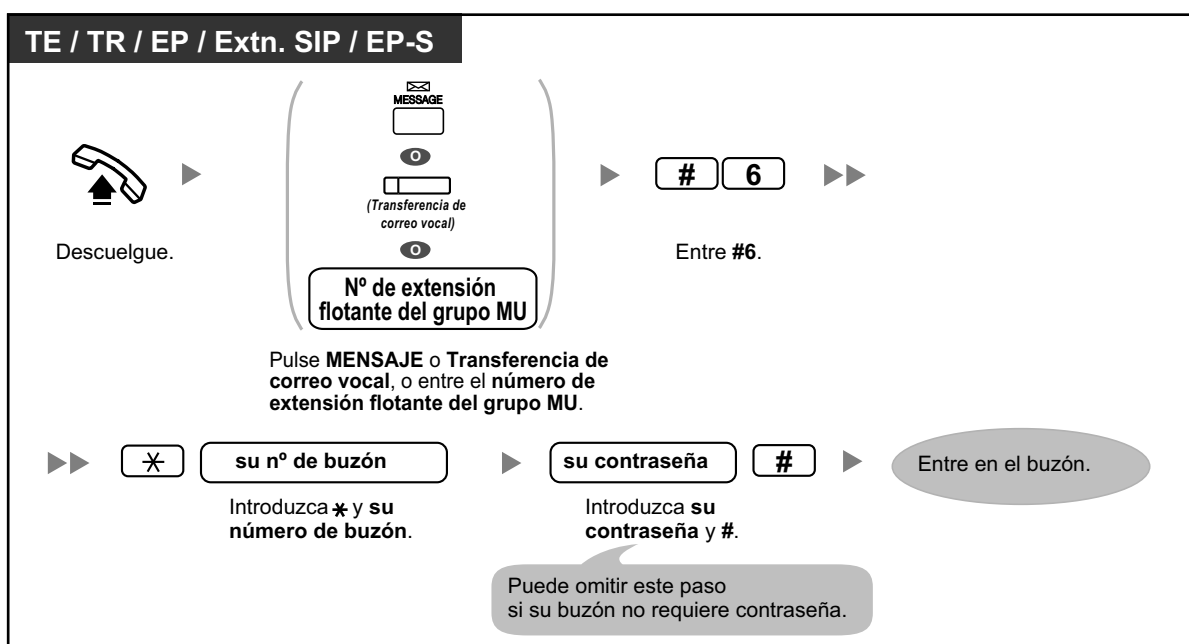 TE / TR / EP / Extn. SIP / EP-S
MESSAGE
O
(Transferencia de
correo vocal)
O
Nº de extensión
flotante del grupo MU
# 6
Descuelgue.
Pulse MENSAJE o Transferencia de
correo vocal, o entre el número de
extensión flotante del grupo MU.
Entre #6.
* su nº de buzón
Introduzca * y su
número de buzón.
su contraseña #
Introduzca su
contraseña y #.
Entre en el buzón.
Puede omitir este paso
si su buzón no requiere contraseña.